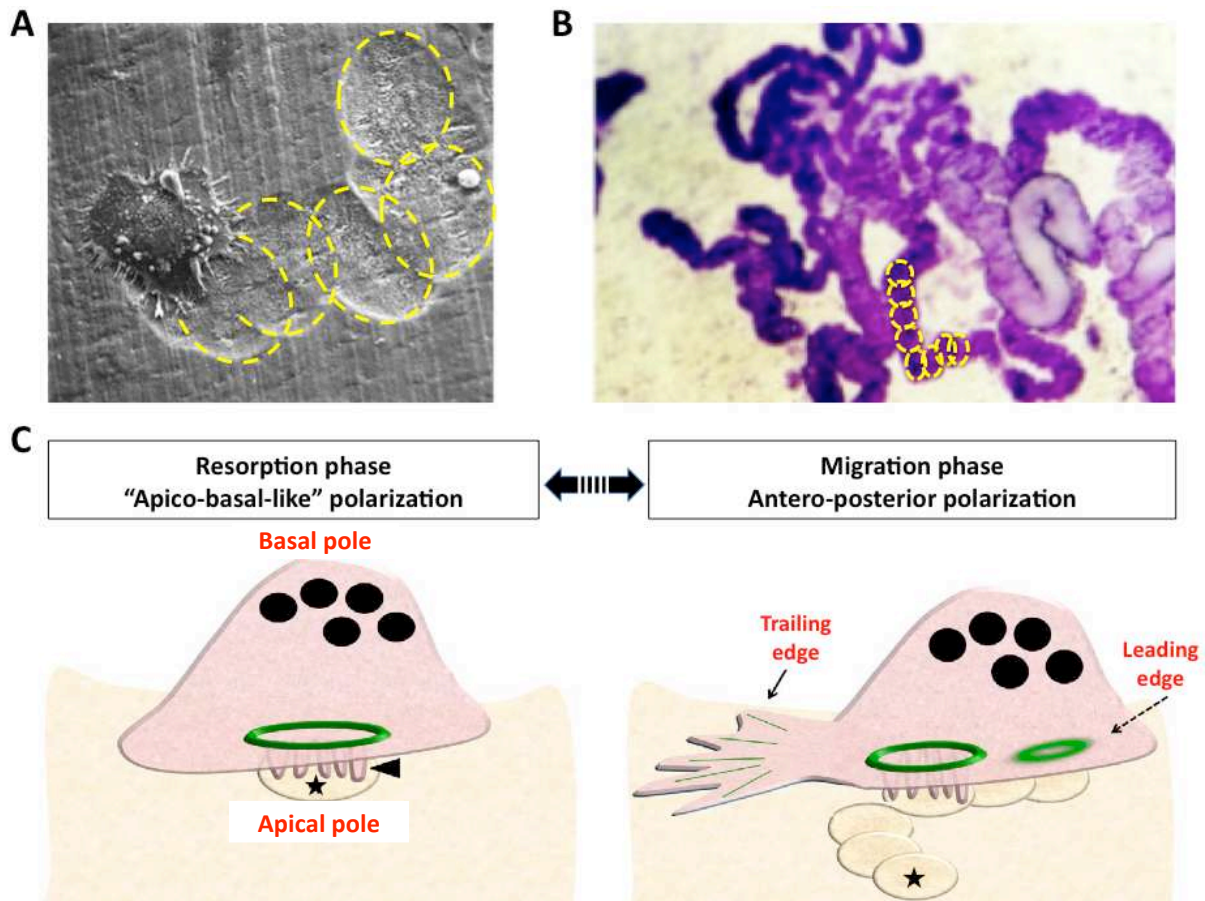 A
B
C
Resorption phase
“Apico-basal-like” polarization
Migration phase
Antero-posterior polarization
Basal pole
Apical pole
Trailing
edge
Leading
edge